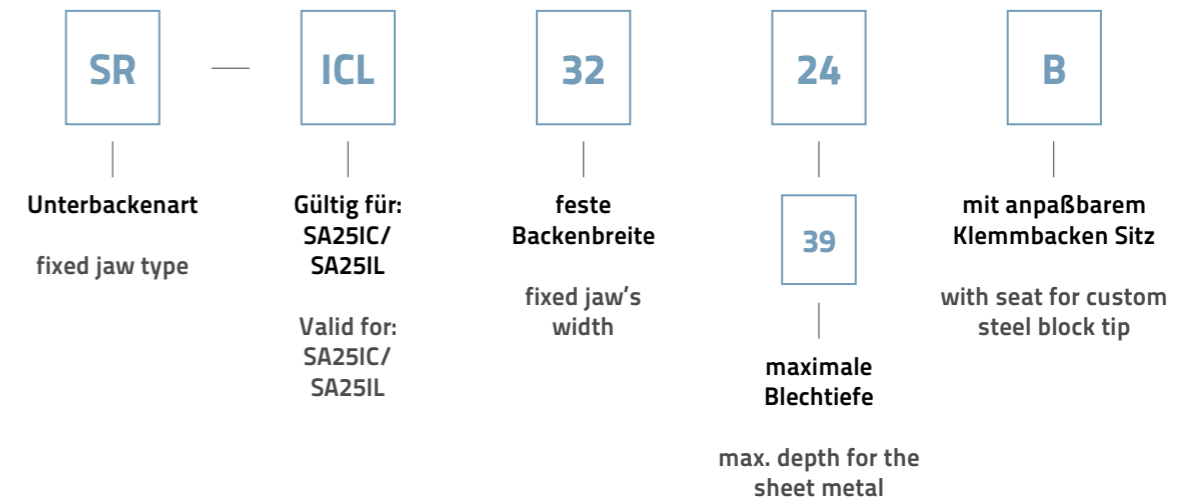 SR — ICL 32 24 B
Unterbackenart
fixed jaw type
Gültig für:
SA25IC/
SA25IL
Valid for:
SA25IC/
SA25IL
feste
Backenbreite
fixed jaw's
width
39
maximale
Blechtiefe
max. depth for the
sheet metal
mit anpaßbarem
Klemmbacken Sitz
with seat for custom
steel block tip